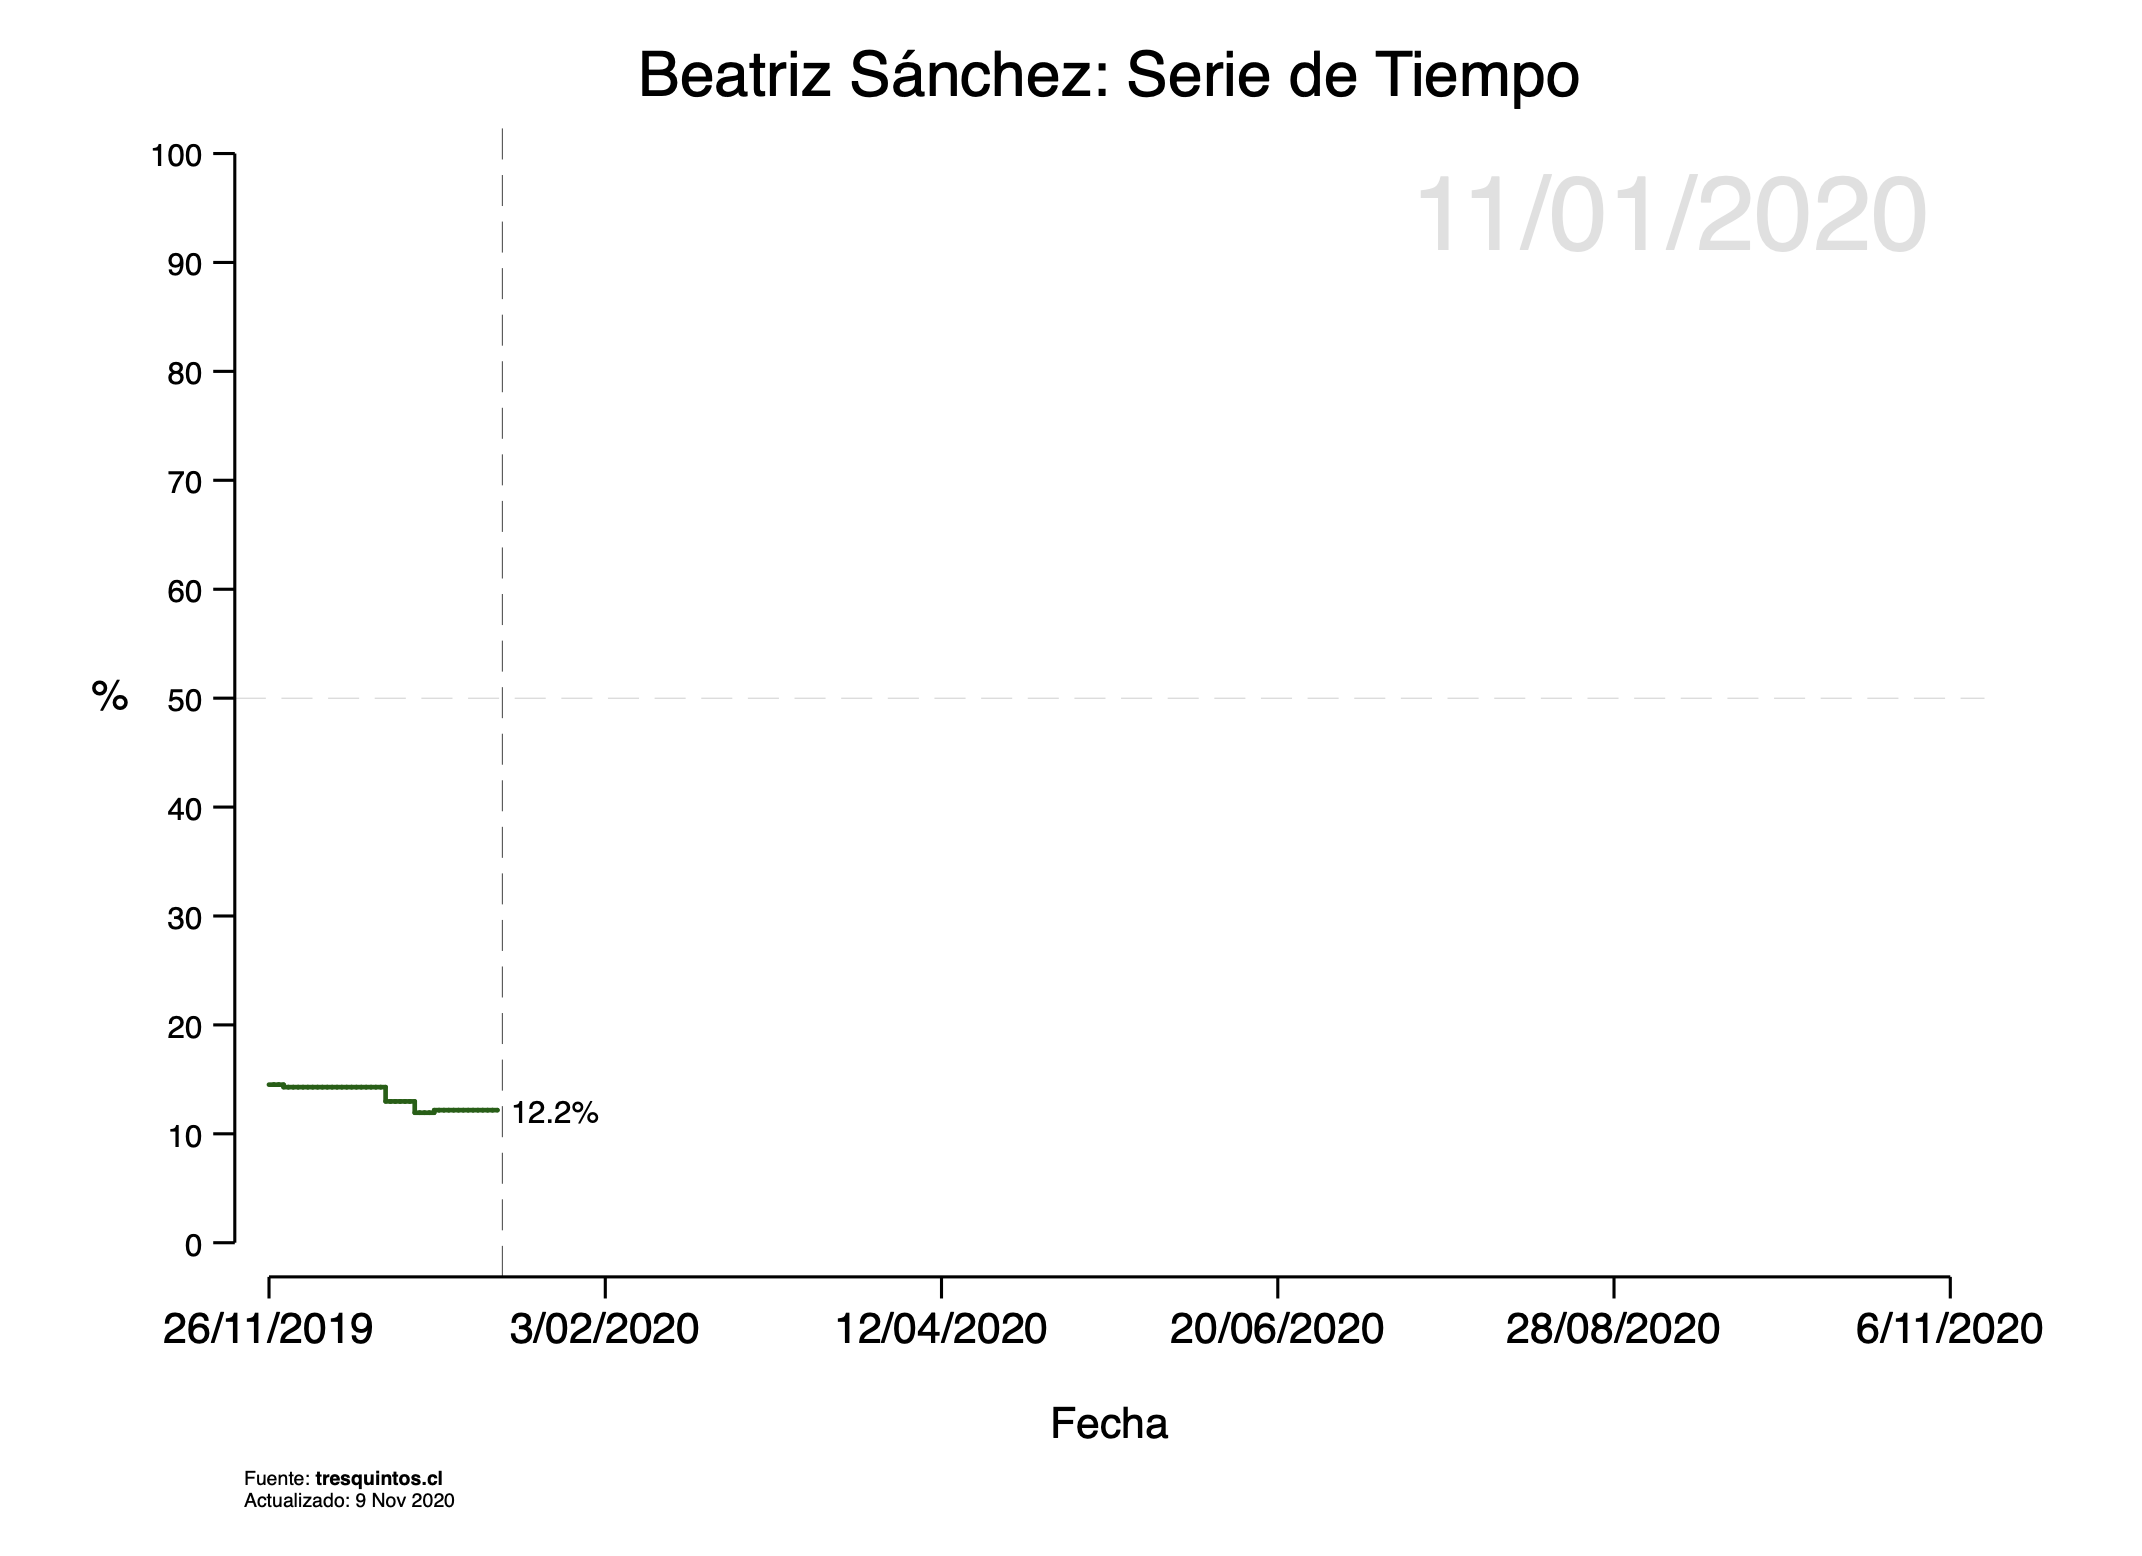 Beatriz Sánchez: Serie de Tiempo
11/01/2020
100
90
80
70
60
% 50
40
30
20
10
0
12.2%
26/11/2019 3/02/2020 12/04/2020 20/06/2020 28/08/2020 6/11/2020
Fecha
Fuente: tresquintos.cl
Actualizado: 9 Nov 2020